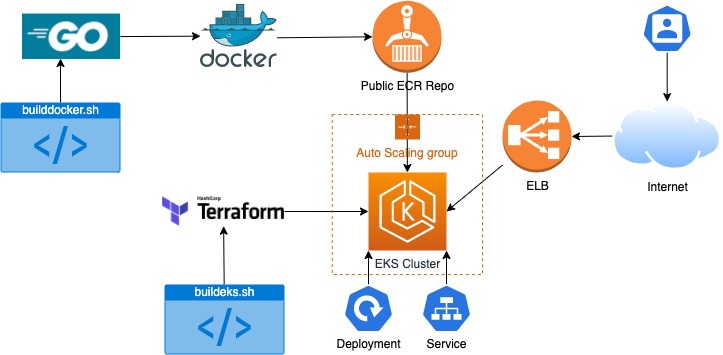 GO
docker
Public ECR Repo
builddocker.sh
</>
Auto Scaling group
ELB
Internet
HashiCorp
Terraform
K
EKS Cluster
buildeks.sh
</>
Deployment
Service